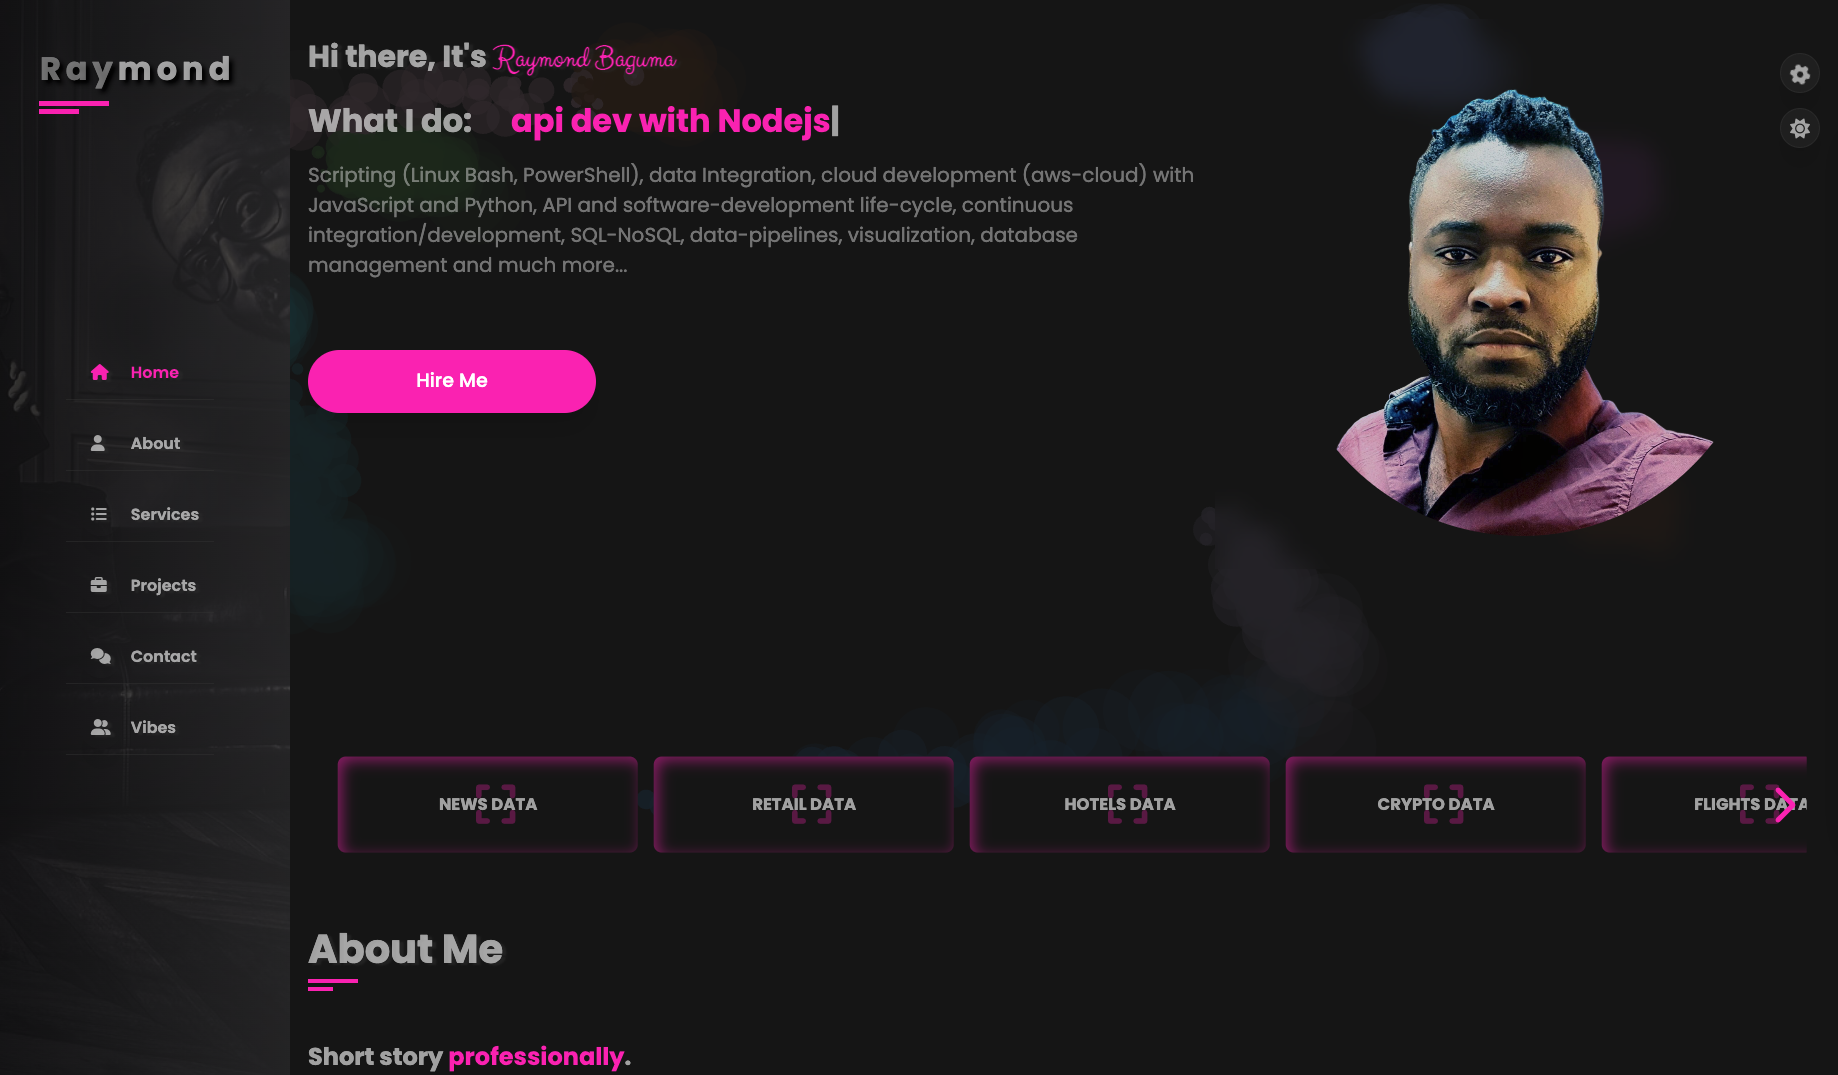 Raymond
Home
About
Services
Projects
Contact
Vibes
Hi there, It's Raymond Baguma
What I do: api dev with Nodejs|
Scripting (Linux Bash, PowerShell), data Integration, cloud development (aws-cloud) with
JavaScript and Python, API and software-development life-cycle, continuous
integration/development, SQL-NoSQL, data-pipelines, visualization, database
management and much more...
Hire Me
NEWS DATA
RETAIL DATA
HOTELS DATA
CRYPTO DATA
FLIGHTS DATA
About Me
Short story professionally.